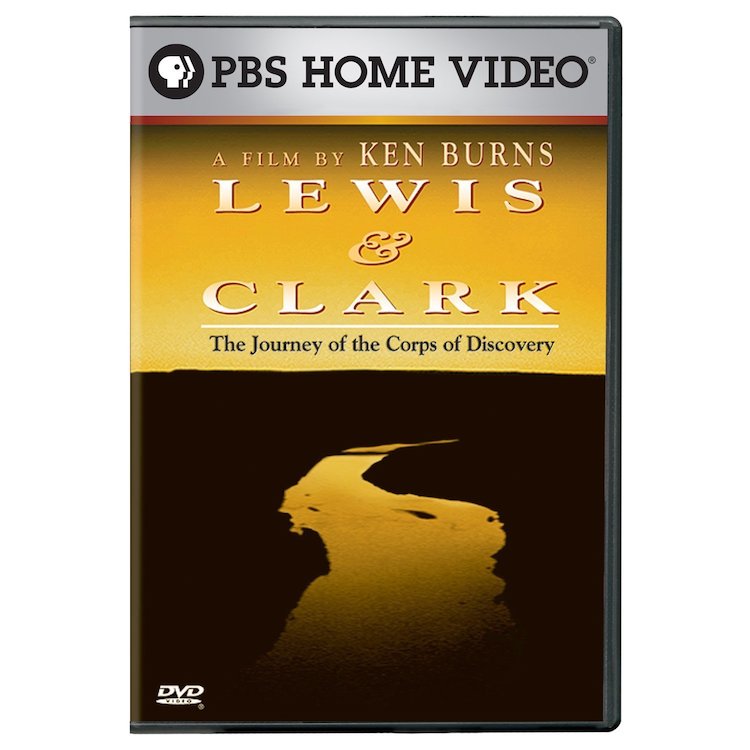 PBS HOME VIDEO®
A FILM BY KEN BURNS
LEWIS
&
CLARK
The Journey of the Corps of Discovery
DVD
VIDEO